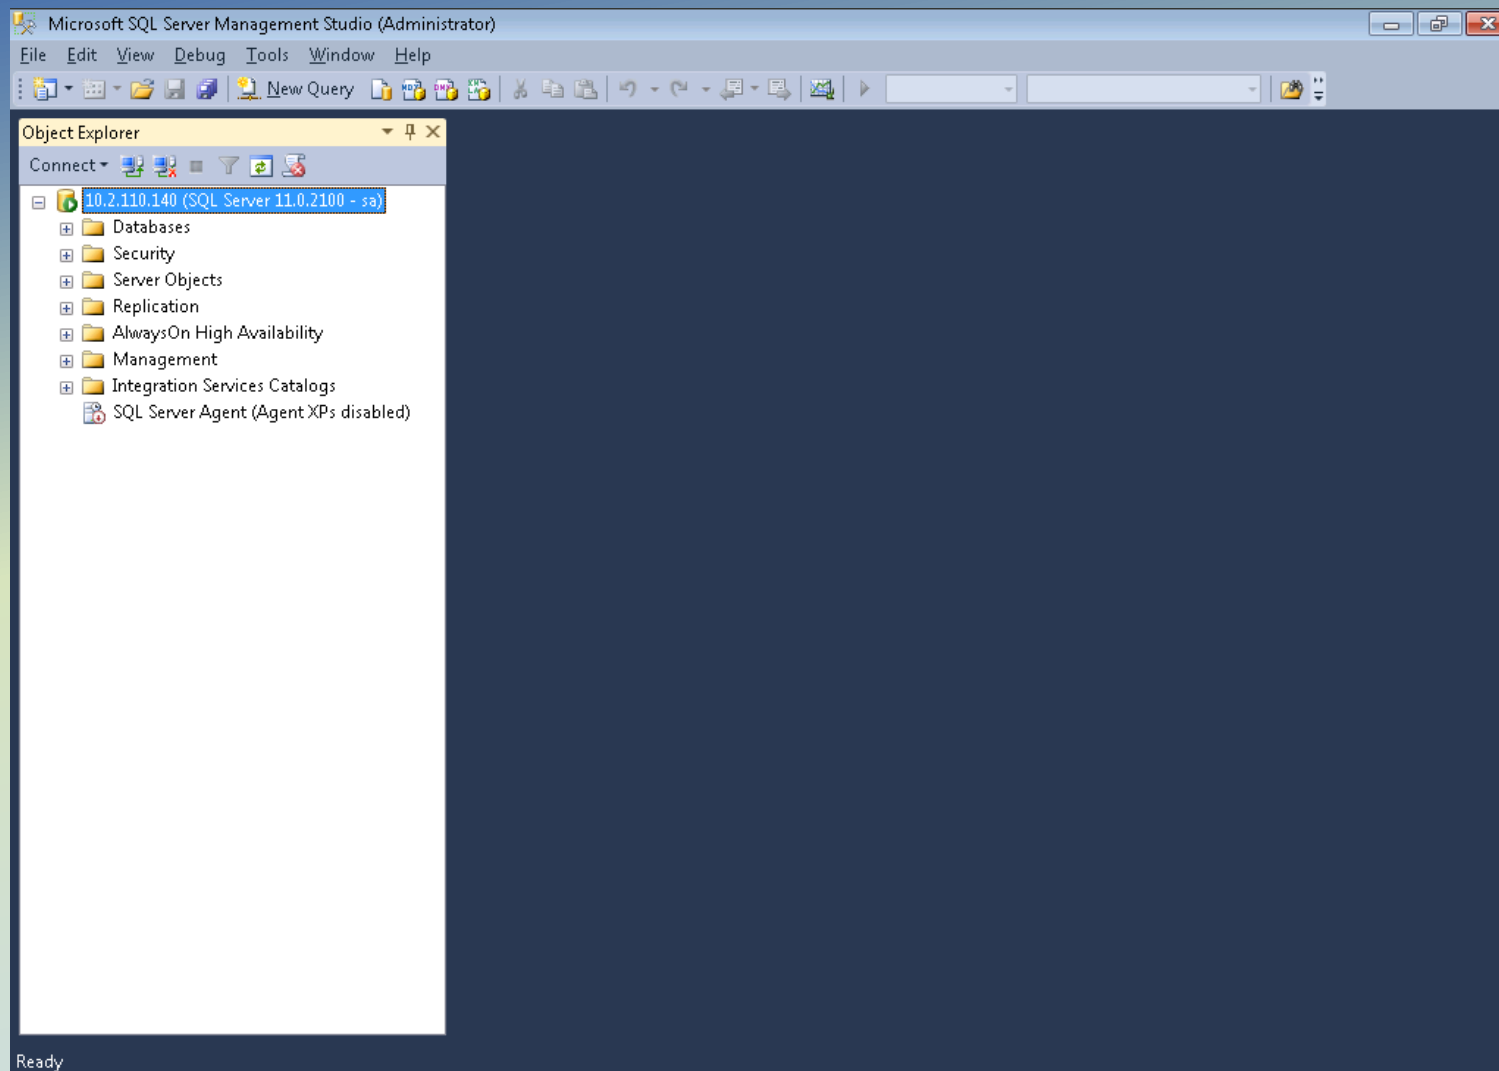 Microsoft SQL Server Management Studio (Administrator)
File Edit View Debug Tools Window Help
New Query
Object Explorer
Connect
10.2.110.140 (SQL Server 11.0.2100 - sa)
Databases
Security
Server Objects
Replication
AlwaysOn High Availability
Management
Integration Services Catalogs
SQL Server Agent (Agent XPs disabled)
Ready